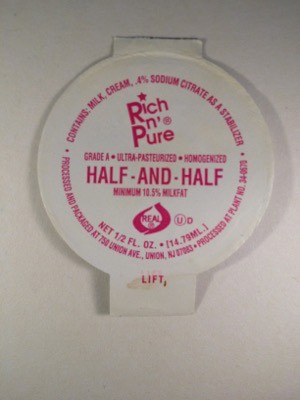 CONTAINS: MILK, CREAM, .4% SODIUM CITRATE AS A STABILIZER
Rich
n'®
Pure
GRADE A • ULTRA-PASTEURIZED • HOMOGENIZED
HALF-AND-HALF
MINIMUM 10.5% MILKFAT
REAL ®
U D
NET 1/2 FL. OZ. • (14.79ML.)
• PROCESSED AND PACKAGED AT 750 UNION AVE., UNION, NJ 07083 • PROCESSED AT PLANT NO. 34-0570 •
LIFT